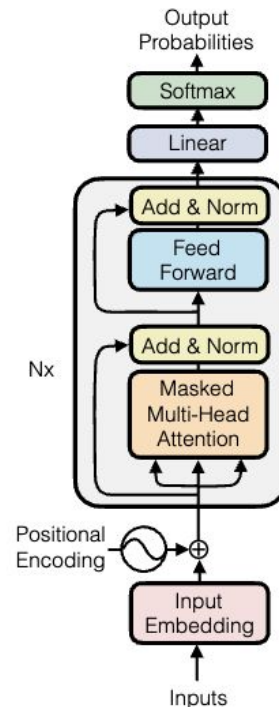 Output
Probabilities
Softmax
Linear
Add & Norm
Feed
Forward
Add & Norm
Nx
Masked
Multi-Head
Attention
Positional
Encoding
Input
Embedding
Inputs